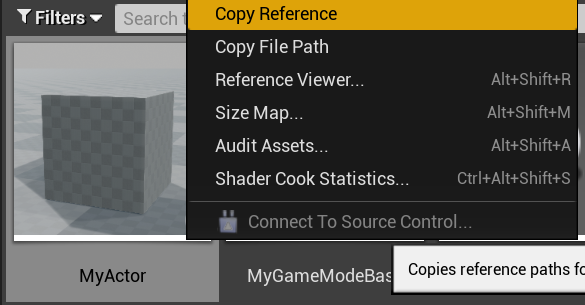 Filters
Search
Copy Reference
Copy File Path
Reference Viewer... Alt+Shift+R
Size Map... Alt+Shift+M
Audit Assets... Alt+Shift+A
Shader Cook Statistics... Ctrl+Alt+Shift+S
Connect To Source Control...
MyActor
MyGameModeBas
Copies reference paths fo